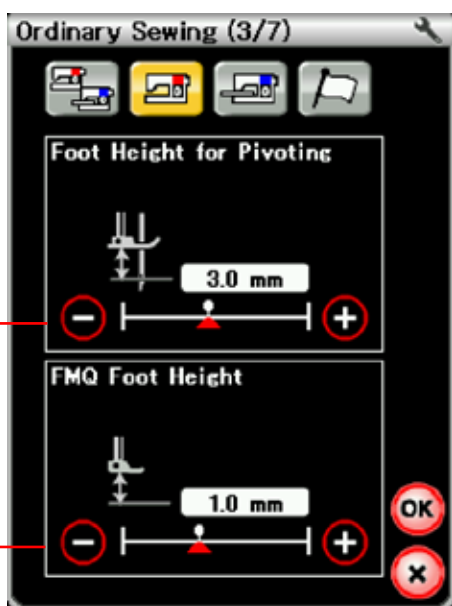 Ordinary Sewing (3/7)
Foot Height for Pivoting
3.0 mm
FMQ Foot Height
1.0 mm
OK